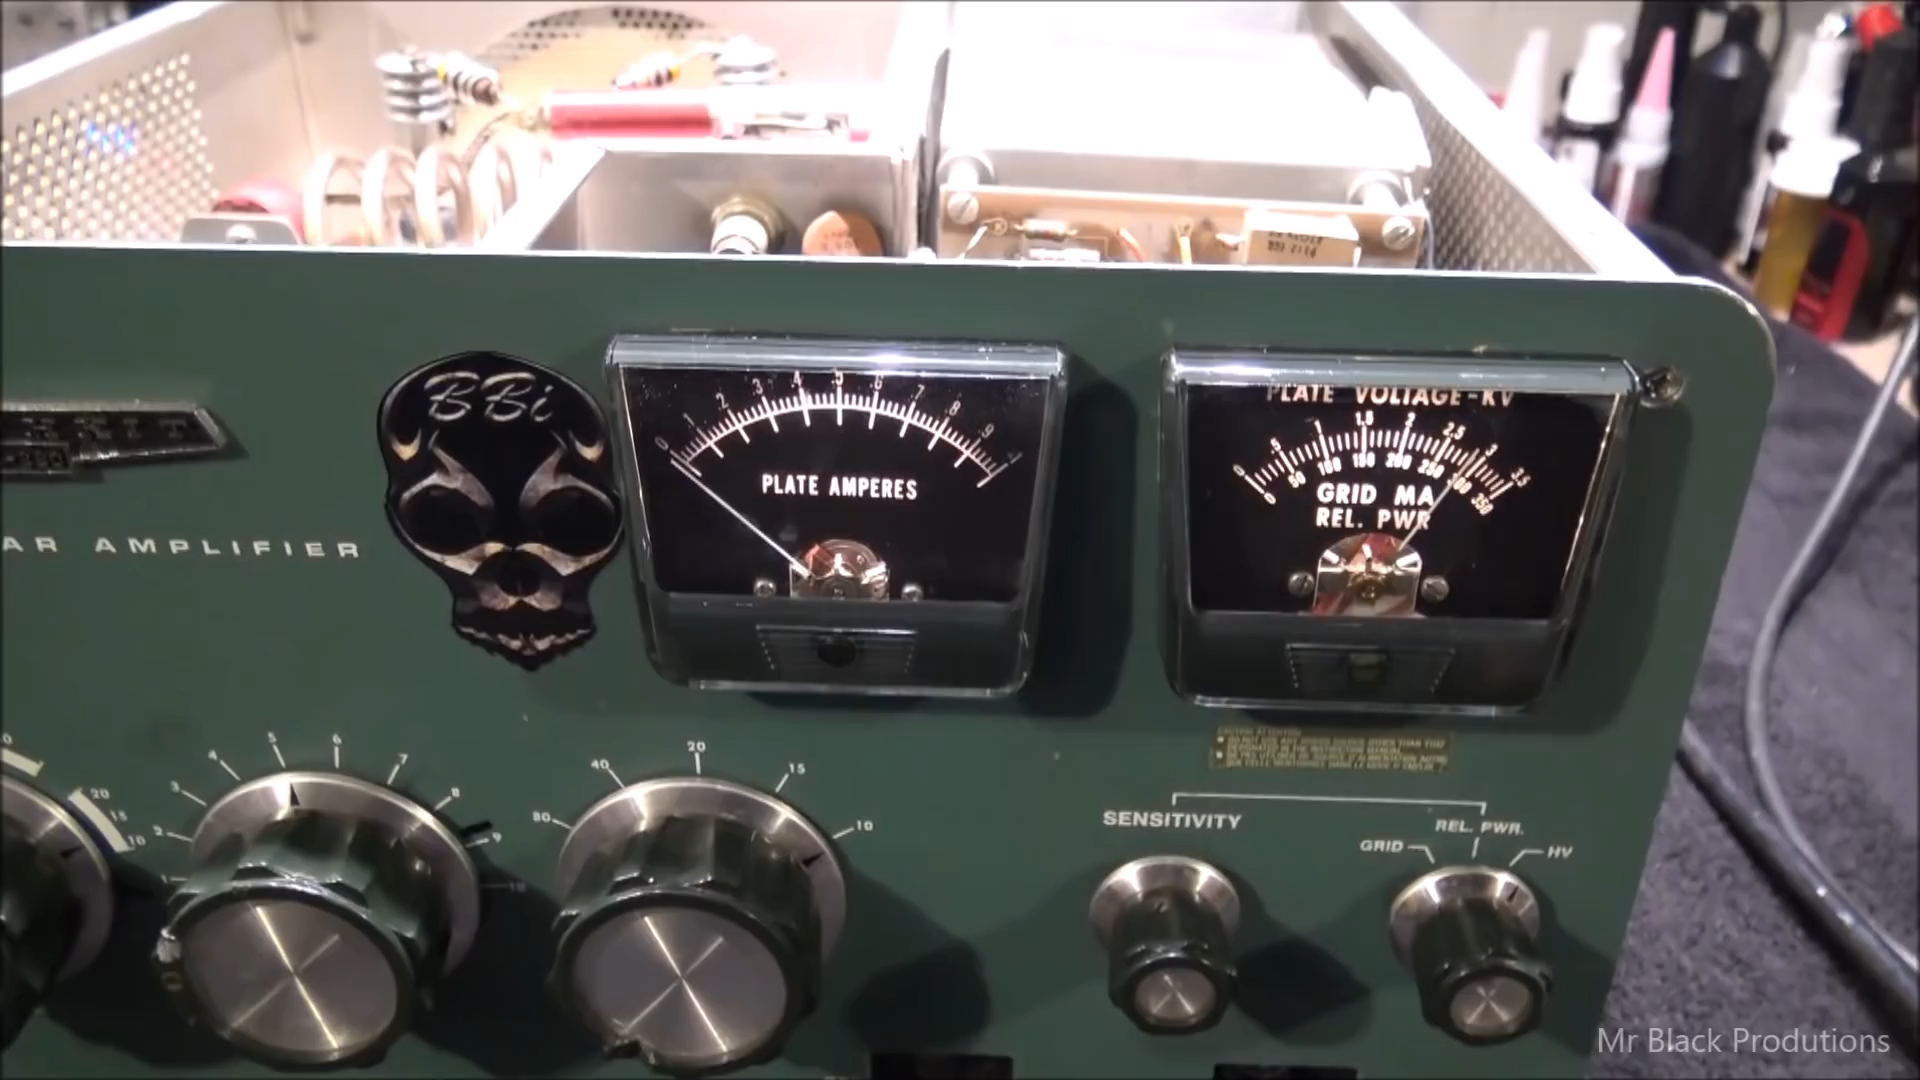 BBi
0 .1 .2 .3 .4 .5 .6 .7 .8 .9 1
PLATE AMPERES
PLATE VOLTAGE-KV
0 .5 1 1.5 2 2.5 3 3.5
0 50 100 150 200 250 300 350
GRID MA
REL. PWR
AR AMPLIFIER
20
15
10
1 2 3 4 5 6 7 8 9 10
80 40 20 15 10
SENSITIVITY
REL. PWR.
GRID
HV
Mr Black Produtions